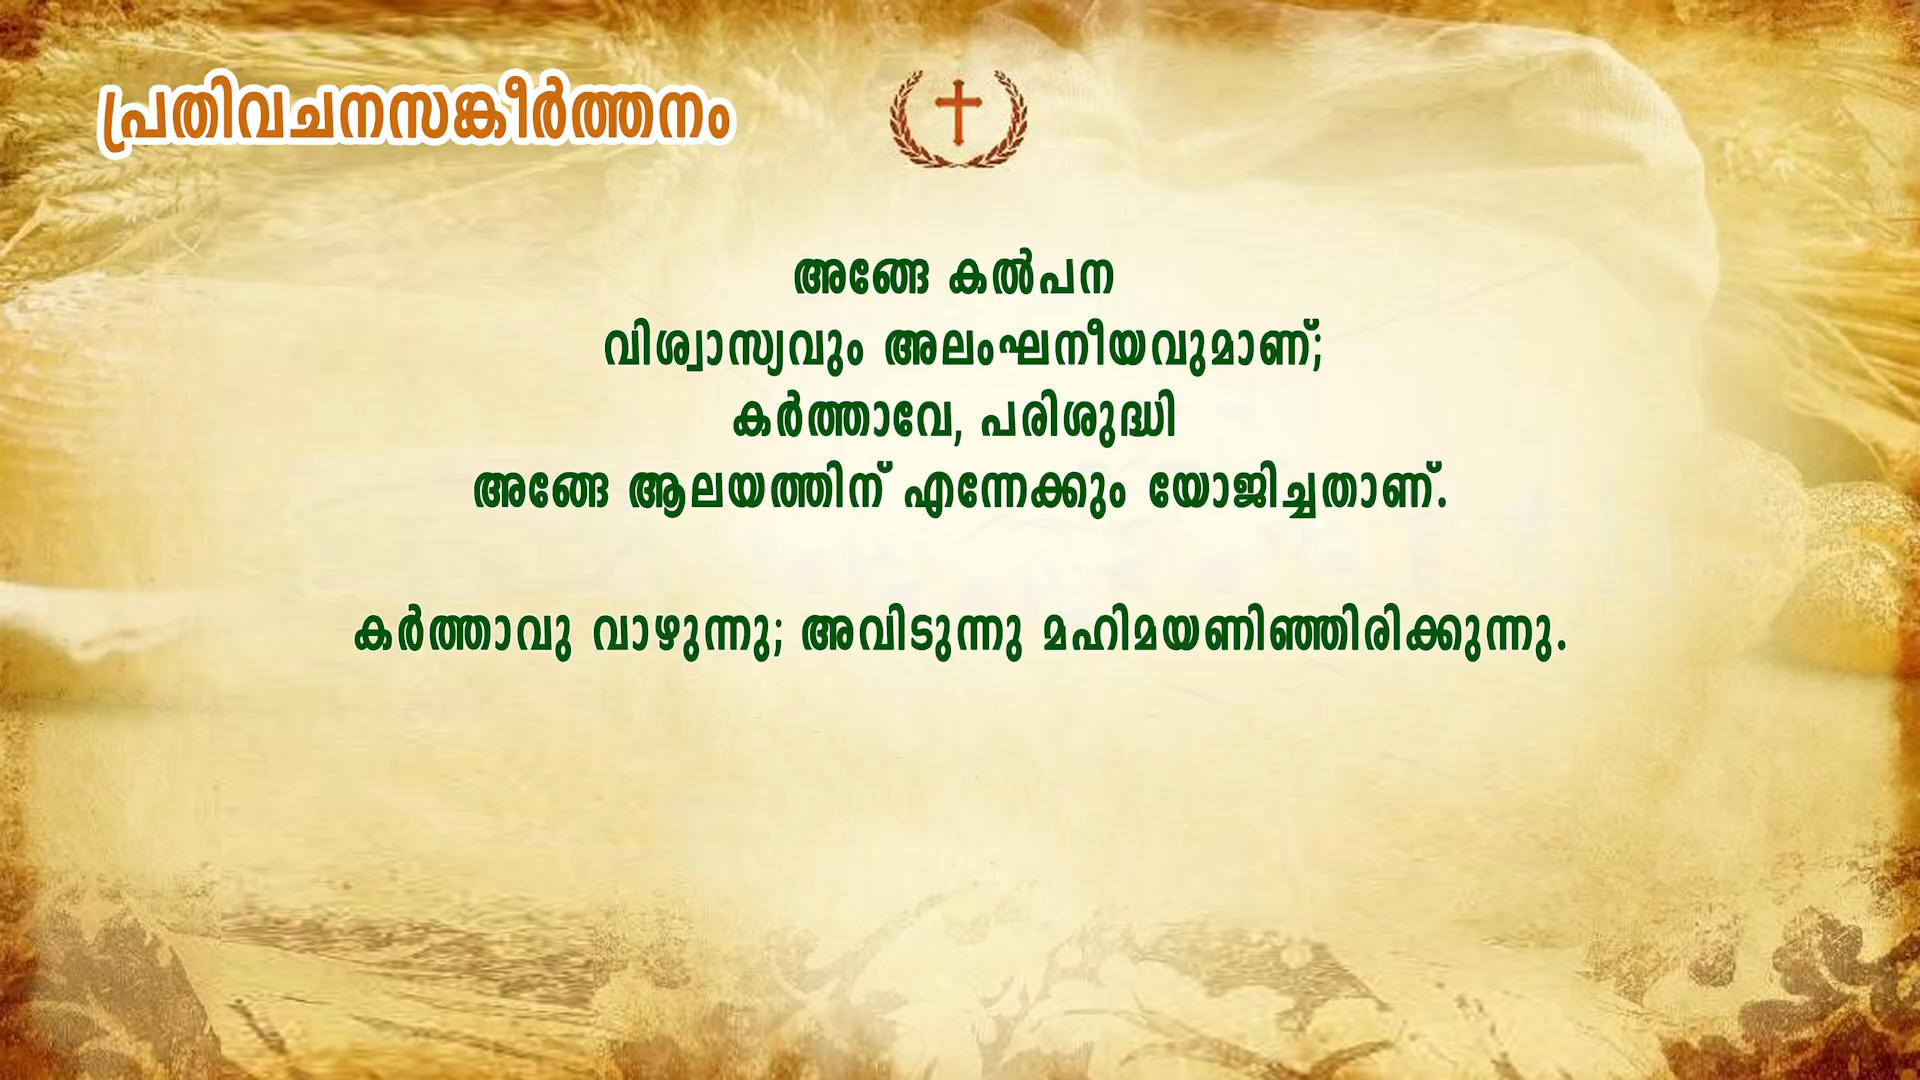 പ്രതിവചനസങ്കീർത്തനം
അങ്ങേ കൽപന
വിശ്വാസ്യവും അലംഘനീയവുമാണ്;
കർത്താവേ, പരിശുദ്ധി
അങ്ങേ ആലയത്തിന് എന്നേക്കും യോജിച്ചതാണ്.
കർത്താവു വാഴുന്നു; അവിടുന്നു മഹിമയണിഞ്ഞിരിക്കുന്നു.